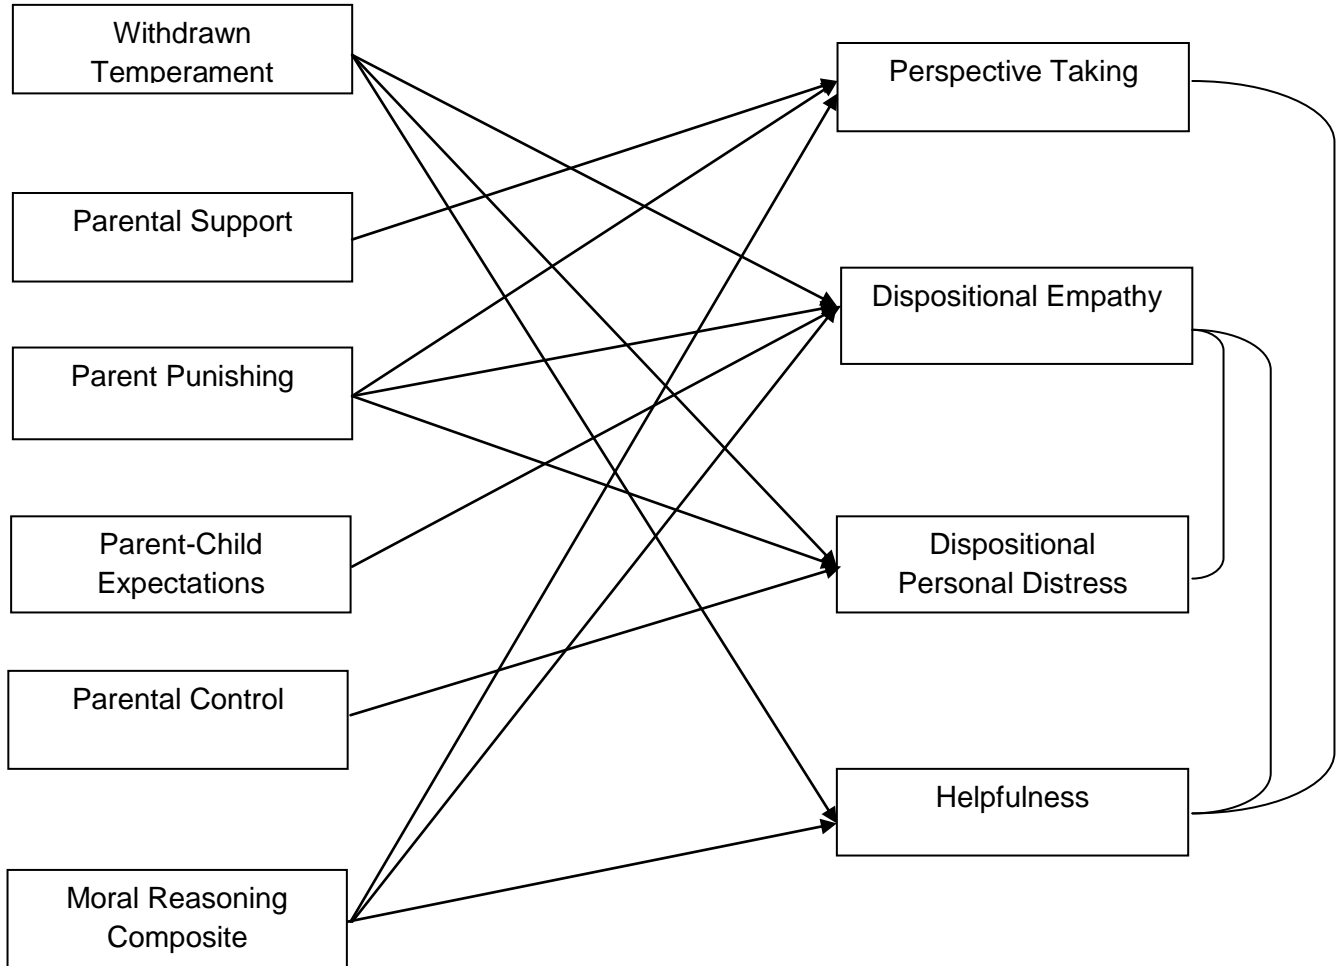 Withdrawn
Temperament
Parental Support
Parent Punishing
Parent-Child
Expectations
Parental Control
Moral Reasoning
Composite
Perspective Taking
Dispositional Empathy
Dispositional
Personal Distress
Helpfulness